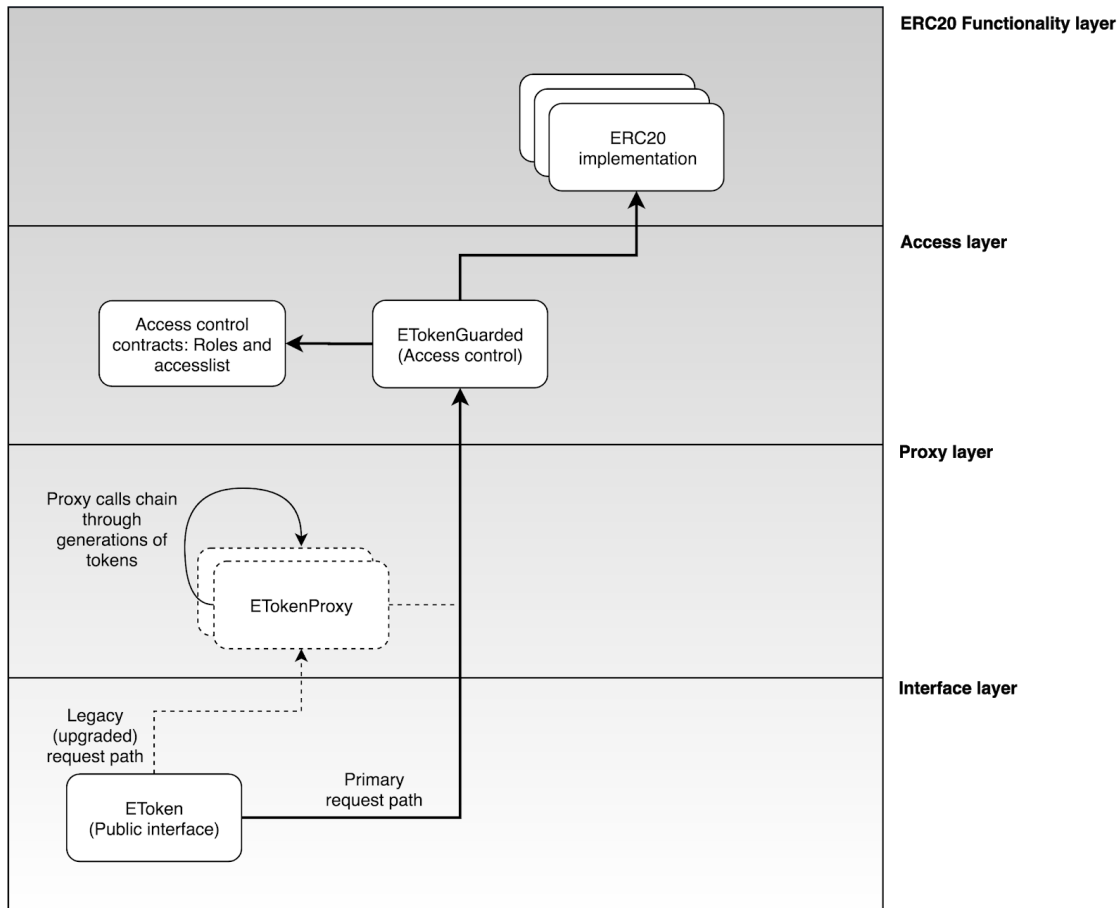 ERC20 Functionality layer
ERC20
implementation
Access layer
Access control
contracts: Roles and
accesslist
ETokenGuarded
(Access control)
Proxy layer
Proxy calls chain
through
generations of
tokens
ETokenProxy
Interface layer
Legacy
(upgraded)
request path
Primary
request path
EToken
(Public interface)